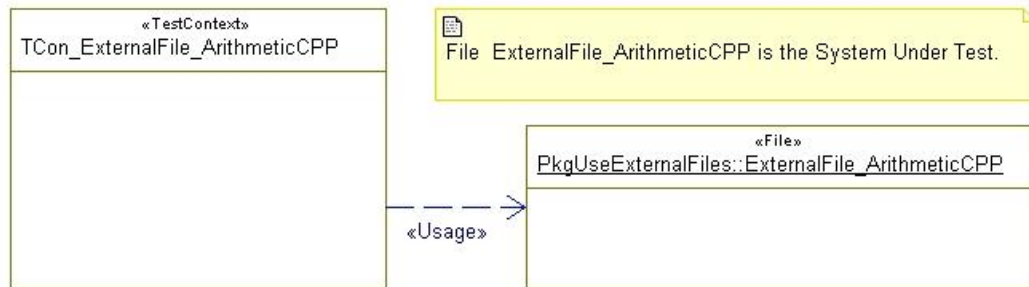 «TestContext»
TCon_ExternalFile_ArithmeticCPP
File ExternalFile_ArithmeticCPP is the System Under Test.
«File»
PkgUseExternalFiles::ExternalFile_ArithmeticCPP
«Usage»